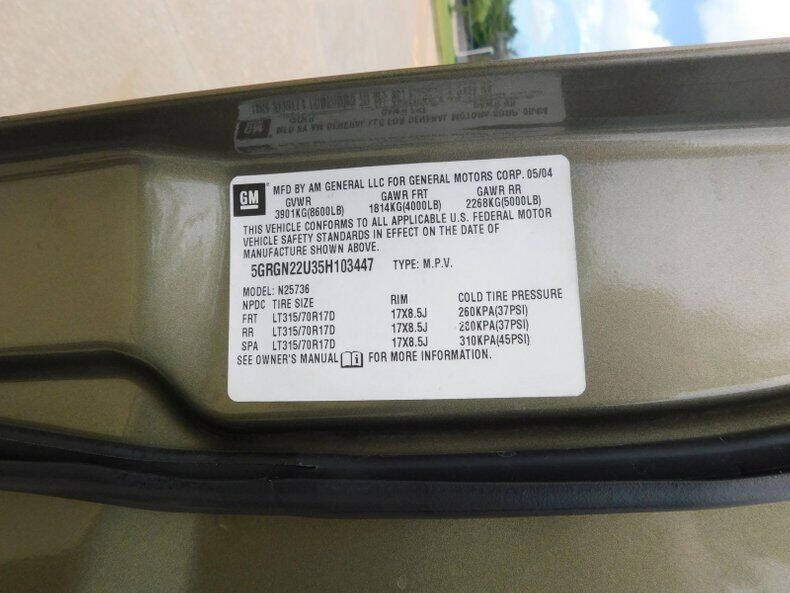 GM MFD BY AM GENERAL LLC FOR GENERAL MOTORS CORP. 05/04
GVWR GAWR FRT GAWR RR
3901KG(8600LB) 1814KG(4000LB) 2268KG(5000LB)
THIS VEHICLE CONFORMS TO ALL APPLICABLE U.S. FEDERAL MOTOR
VEHICLE SAFETY STANDARDS IN EFFECT ON THE DATE OF
MANUFACTURE SHOWN ABOVE.
5GRGN22U35H103447 TYPE: M.P.V.
MODEL: N25736
NPDC TIRE SIZE RIM COLD TIRE PRESSURE
FRT LT315/70R17D 17X8.5J 260KPA(37PSI)
RR LT315/70R17D 17X8.5J 260KPA(37PSI)
SPA LT315/70R17D 17X8.5J 310KPA(45PSI)
SEE OWNER'S MANUAL FOR MORE INFORMATION.